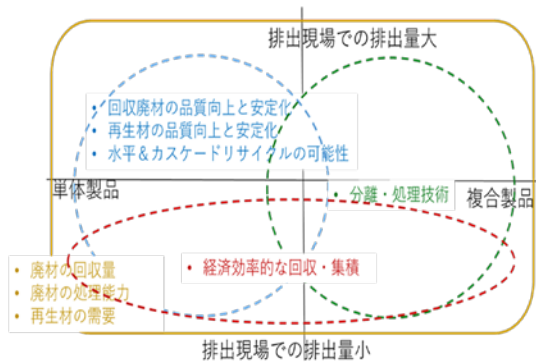 排出現場での排出量大
• 回収廃材の品質向上と安定化
• 再生材の品質向上と安定化
• 水平＆カスケードリサイクルの可能性
単体製品
• 分離・処理技術
複合製品
• 経済効率的な回収・集積
• 廃材の回収量
• 廃材の処理能力
• 再生材の需要
排出現場での排出量小